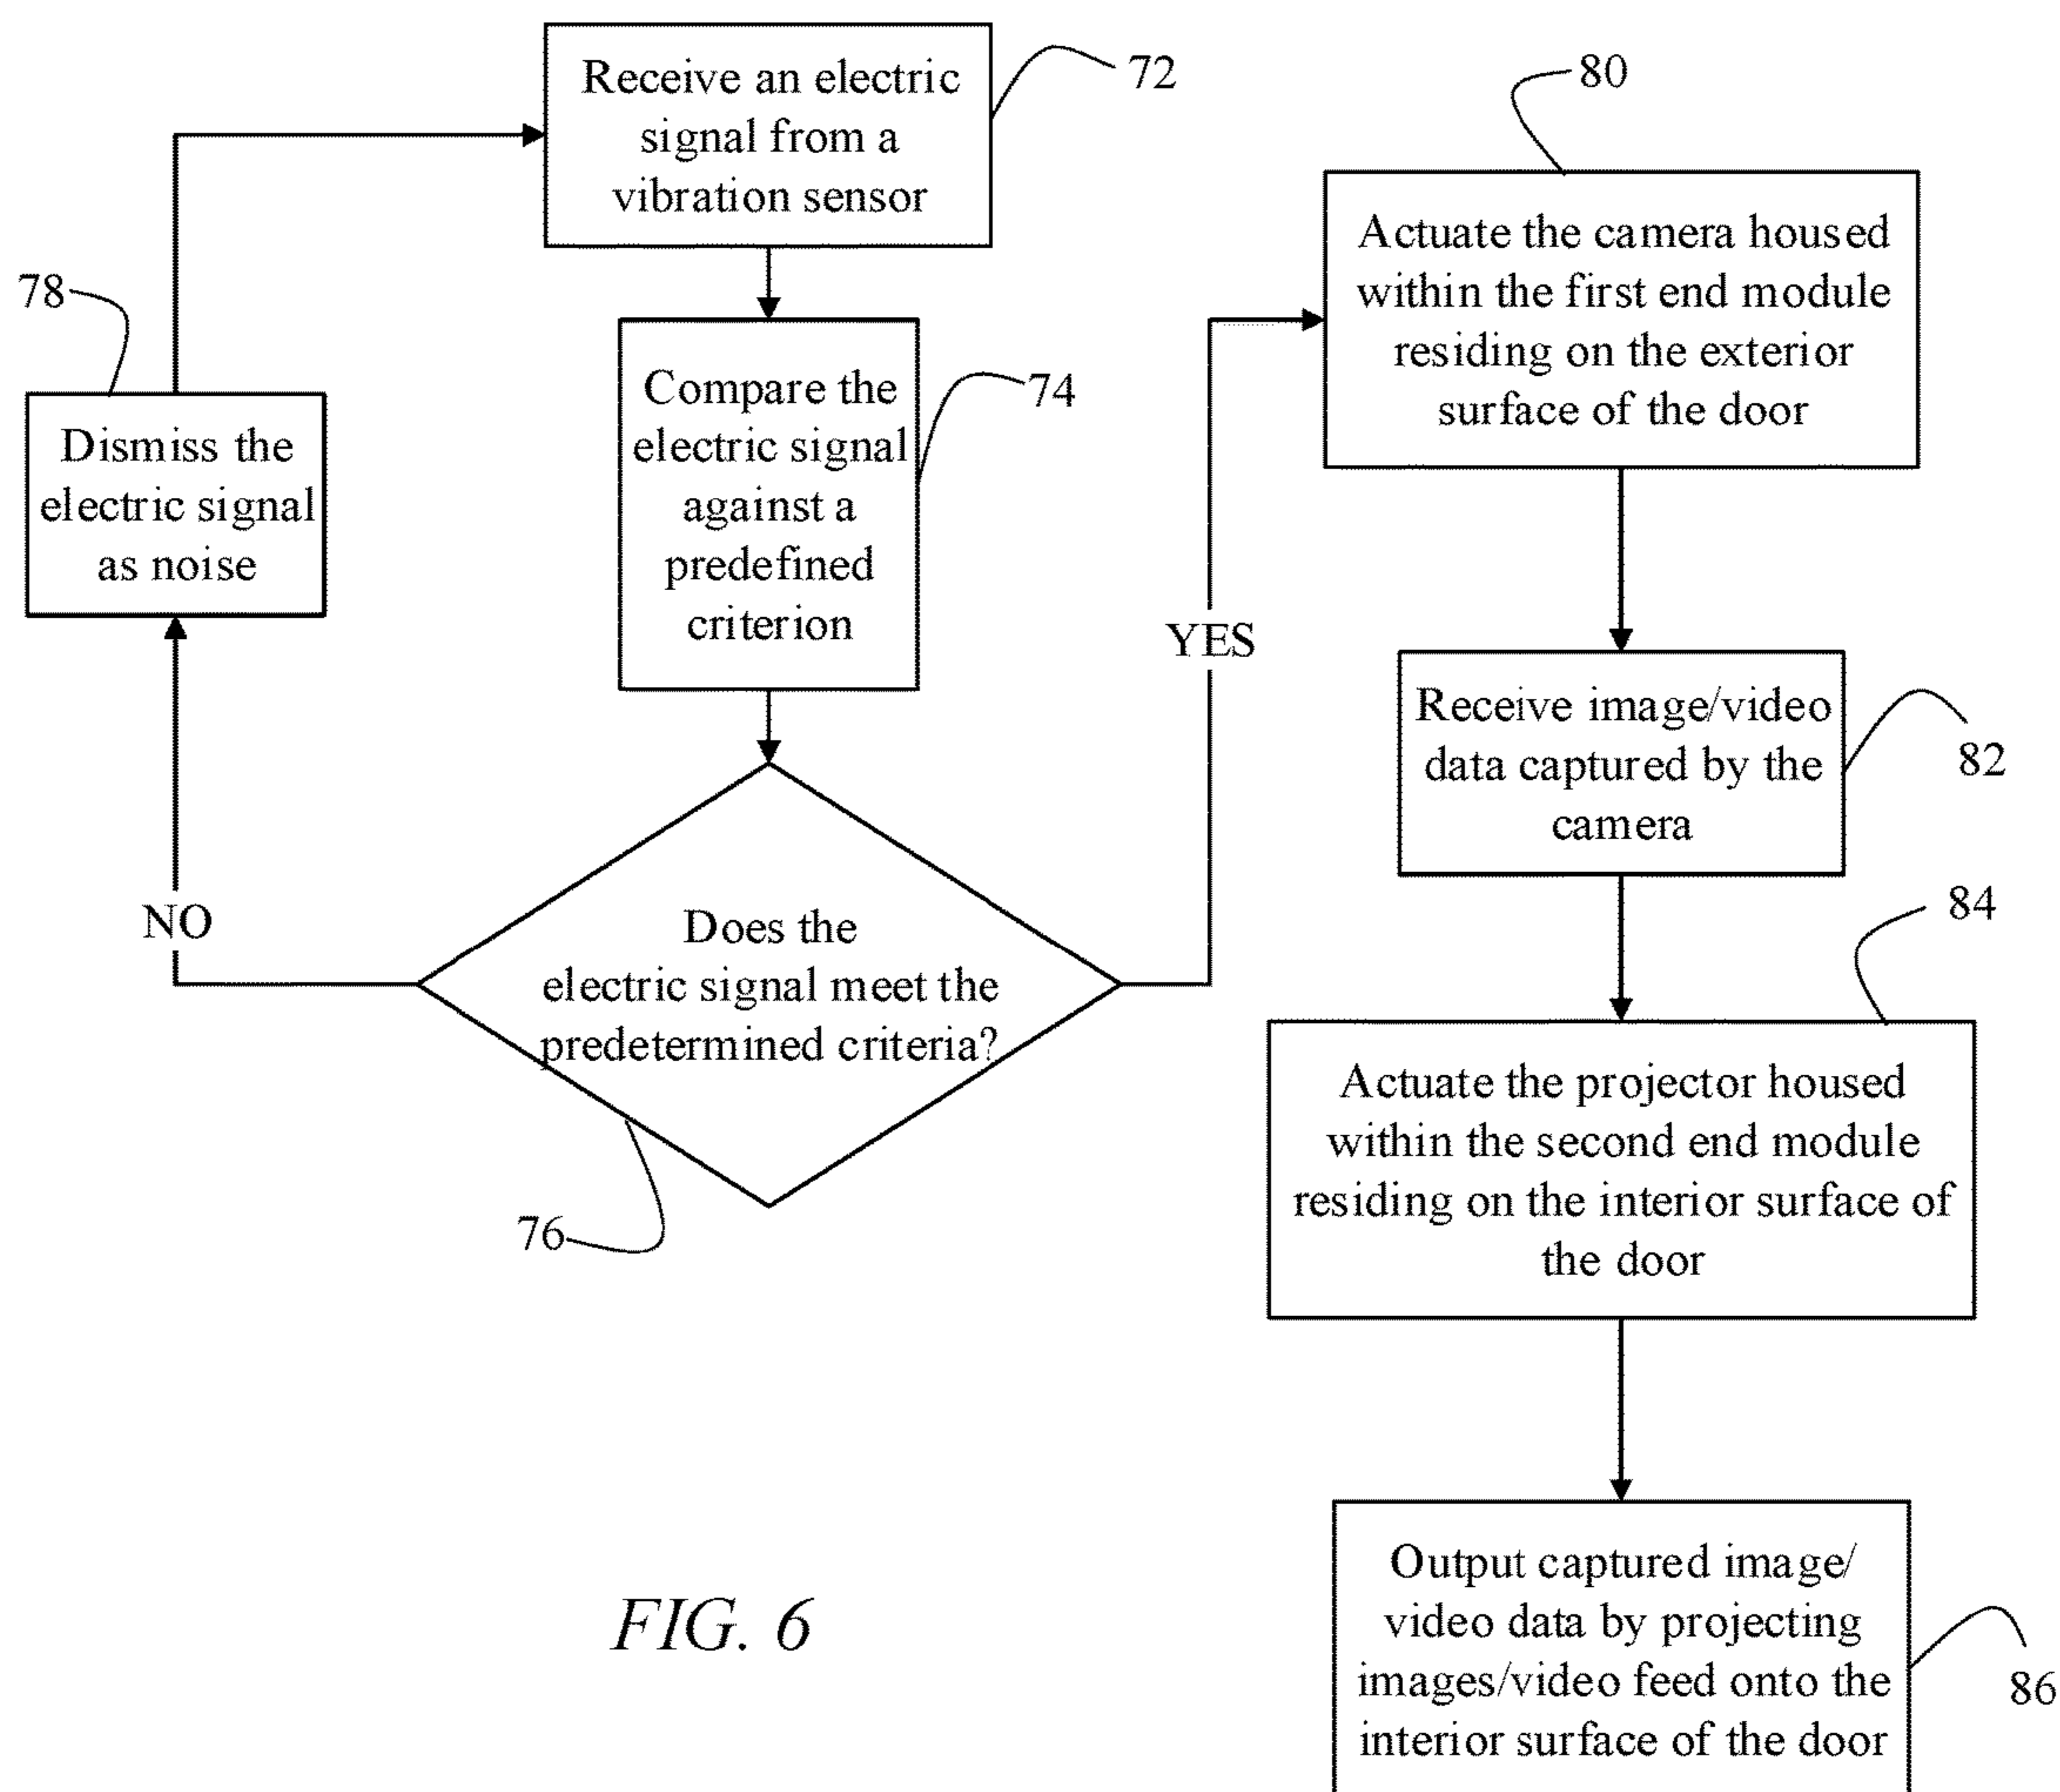 Receive an electric
signal from a
vibration sensor
72
Compare the
electric signal
against a
predefined
criterion
74
78
Dismiss the
electric signal
as noise
NO
Does the
electric signal meet the
predetermined criteria?
76
YES
80
Actuate the camera housed
within the first end module
residing on the exterior
surface of the door
Receive image/video
data captured by the
camera
82
84
Actuate the projector housed
within the second end module
residing on the interior surface of
the door
Output captured image/
video data by projecting
images/video feed onto the
interior surface of the door
86
FIG. 6